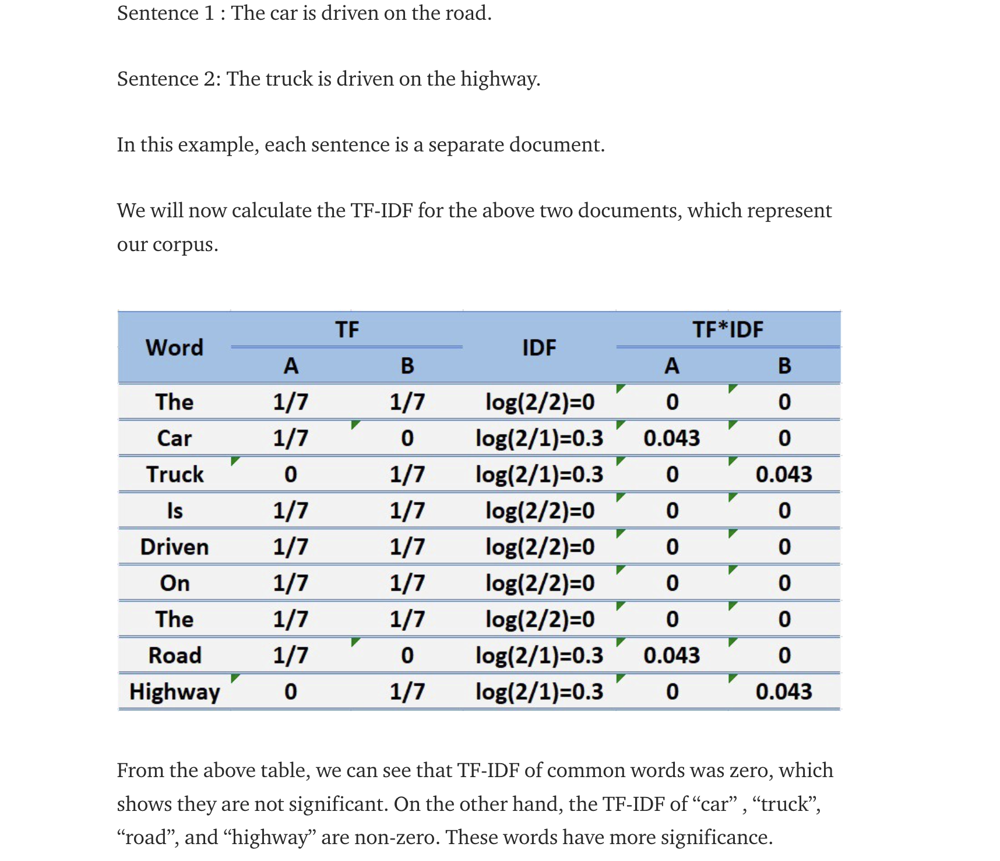 Sentence 1 : The car is driven on the road.
Sentence 2: The truck is driven on the highway.
In this example, each sentence is a separate document.
We will now calculate the TF-IDF for the above two documents, which represent
our corpus.
Word TF IDF TF*IDF
A B A B
The 1/7 1/7 log(2/2)=0 0 0
Car 1/7 0 log(2/1)=0.3 0.043 0
Truck 0 1/7 log(2/1)=0.3 0 0.043
Is 1/7 1/7 log(2/2)=0 0 0
Driven 1/7 1/7 log(2/2)=0 0 0
On 1/7 1/7 log(2/2)=0 0 0
The 1/7 1/7 log(2/2)=0 0 0
Road 1/7 0 log(2/1)=0.3 0.043 0
Highway 0 1/7 log(2/1)=0.3 0 0.043
From the above table, we can see that TF-IDF of common words was zero, which
shows they are not significant. On the other hand, the TF-IDF of “car” , “truck”,
“road”, and “highway” are non-zero. These words have more significance.